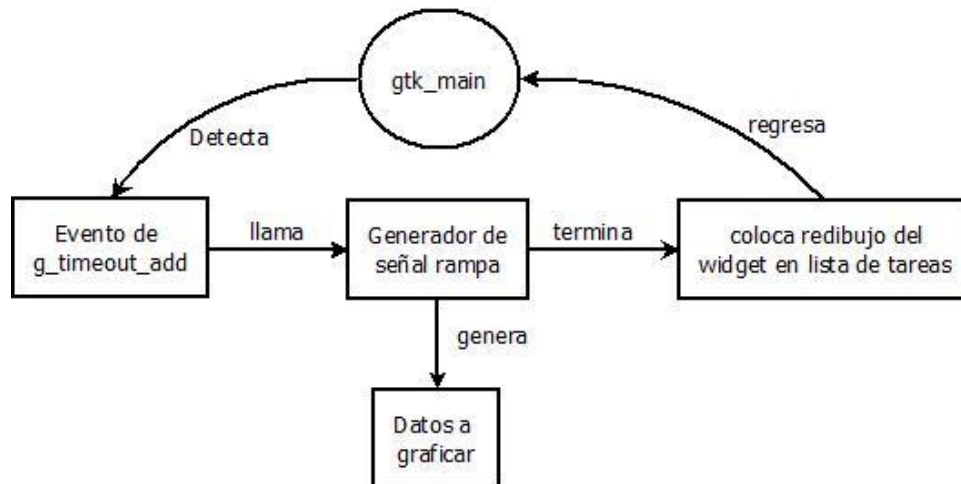 gtk_main
Detecta
regresa
Evento de
g_timeout_add
llama
Generador de
señal rampa
termina
coloca redibujo del
widget en lista de tareas
genera
Datos a
graficar